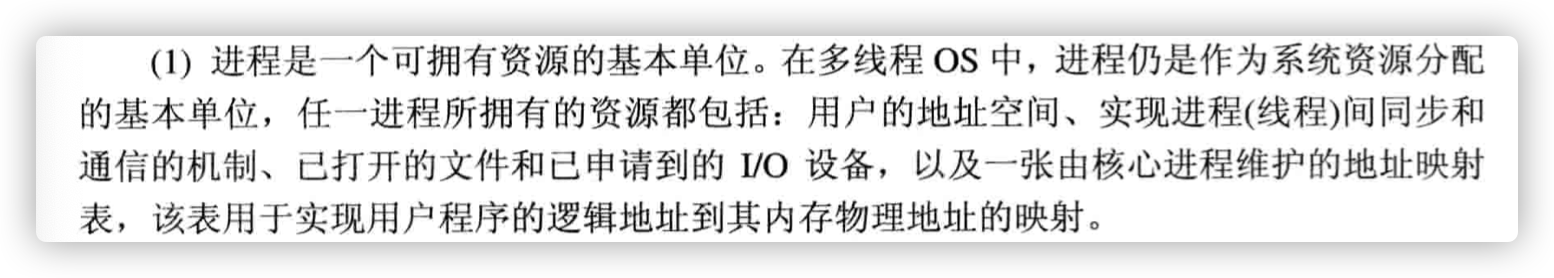 (1) 进程是一个可拥有资源的基本单位。在多线程 OS 中，进程仍是作为系统资源分配
的基本单位，任一进程所拥有的资源都包括：用户的地址空间、实现进程(线程)间同步和
通信的机制、已打开的文件和已申请到的 I/O 设备，以及一张由核心进程维护的地址映射
表，该表用于实现用户程序的逻辑地址到其内存物理地址的映射。